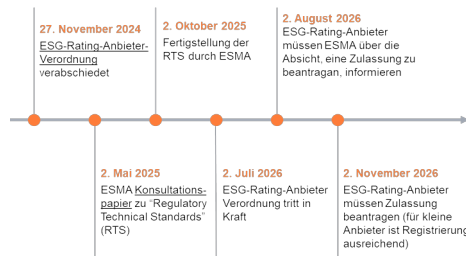 27. November 2024
ESG-Rating-Anbieter-
Verordnung
verabschiedet
2. Oktober 2025
Fertigstellung der
RTS durch ESMA
2. August 2026
ESG-Rating-Anbieter
müssen ESMA über die
Absicht, eine Zulassung zu
beantragen, informieren
2. Mai 2025
ESMA Konsultations-
papier zu “Regulatory
Technical Standards”
(RTS)
2. Juli 2026
ESG-Rating-Anbieter
Verordnung tritt in
Kraft
2. November 2026
ESG-Rating-Anbieter
müssen Zulassung
beantragen (für kleine
Anbieter ist Registrierung
ausreichend)